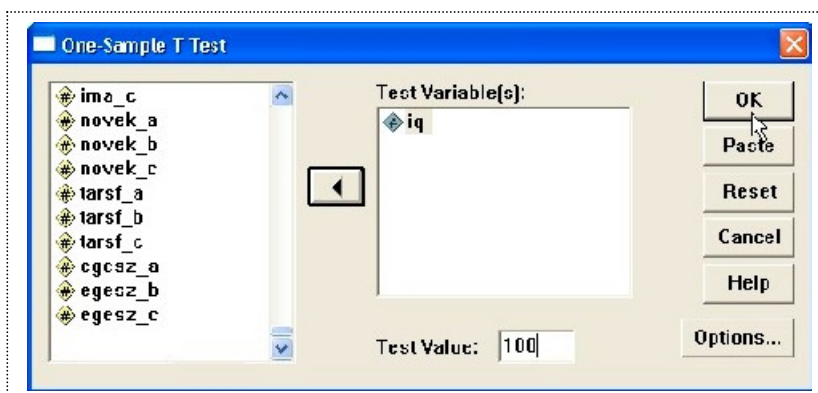 One-Sample T Test
ima_c
novek_a
novek_b
novek_c
tarsf_a
tarsf_b
tarsf_c
egesz_a
egesz_b
egesz_c
Test Variable(s):
iq
Test Value: 100
OK
Paste
Reset
Cancel
Help
Options...